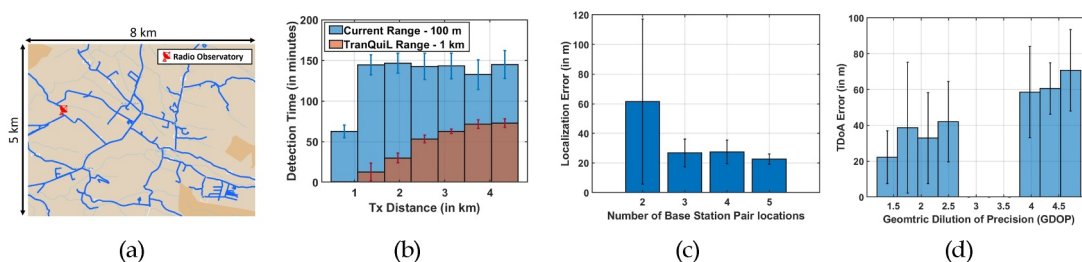 8 km
5 km
Radio Observatory
(a)
Detection Time (in minutes)
200
150
100
50
0
Current Range - 100 m
TranQuiL Range - 1 km
1 2 3 4
Tx Distance (in km)
(b)
Localization Error (in m)
120
100
80
60
40
20
0
2 3 4 5
Number of Base Station Pair locations
(c)
TDoA Error (in m)
100
80
60
40
20
0
1.5 2 2.5 3 3.5 4 4.5
Geomtric Dilution of Precision (GDOP)
(d)